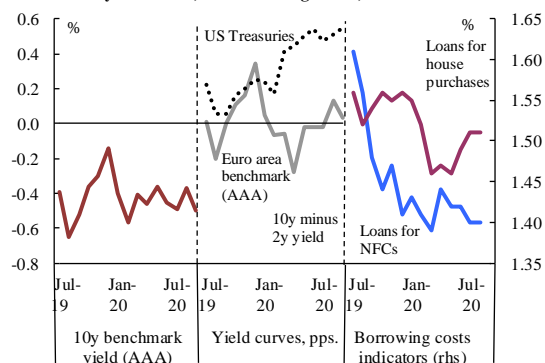 0.6
0.4
0.2
0.0
-0.2
-0.4
-0.6
-0.8
%
US Treasuries
Euro area
benchmark
(AAA)
10y minus
2y yield
%
Loans for
house
purchases
Loans for
NFCs
1.65
1.60
1.55
1.50
1.45
1.40
1.35
Jul-19
Jan-20
Jul-20
Jul-19
Jan-20
Jul-20
Jul-19
Jan-20
Jul-20
10y benchmark
yield (AAA)
Yield curves, pps.
Borrowing costs
indicators (rhs)